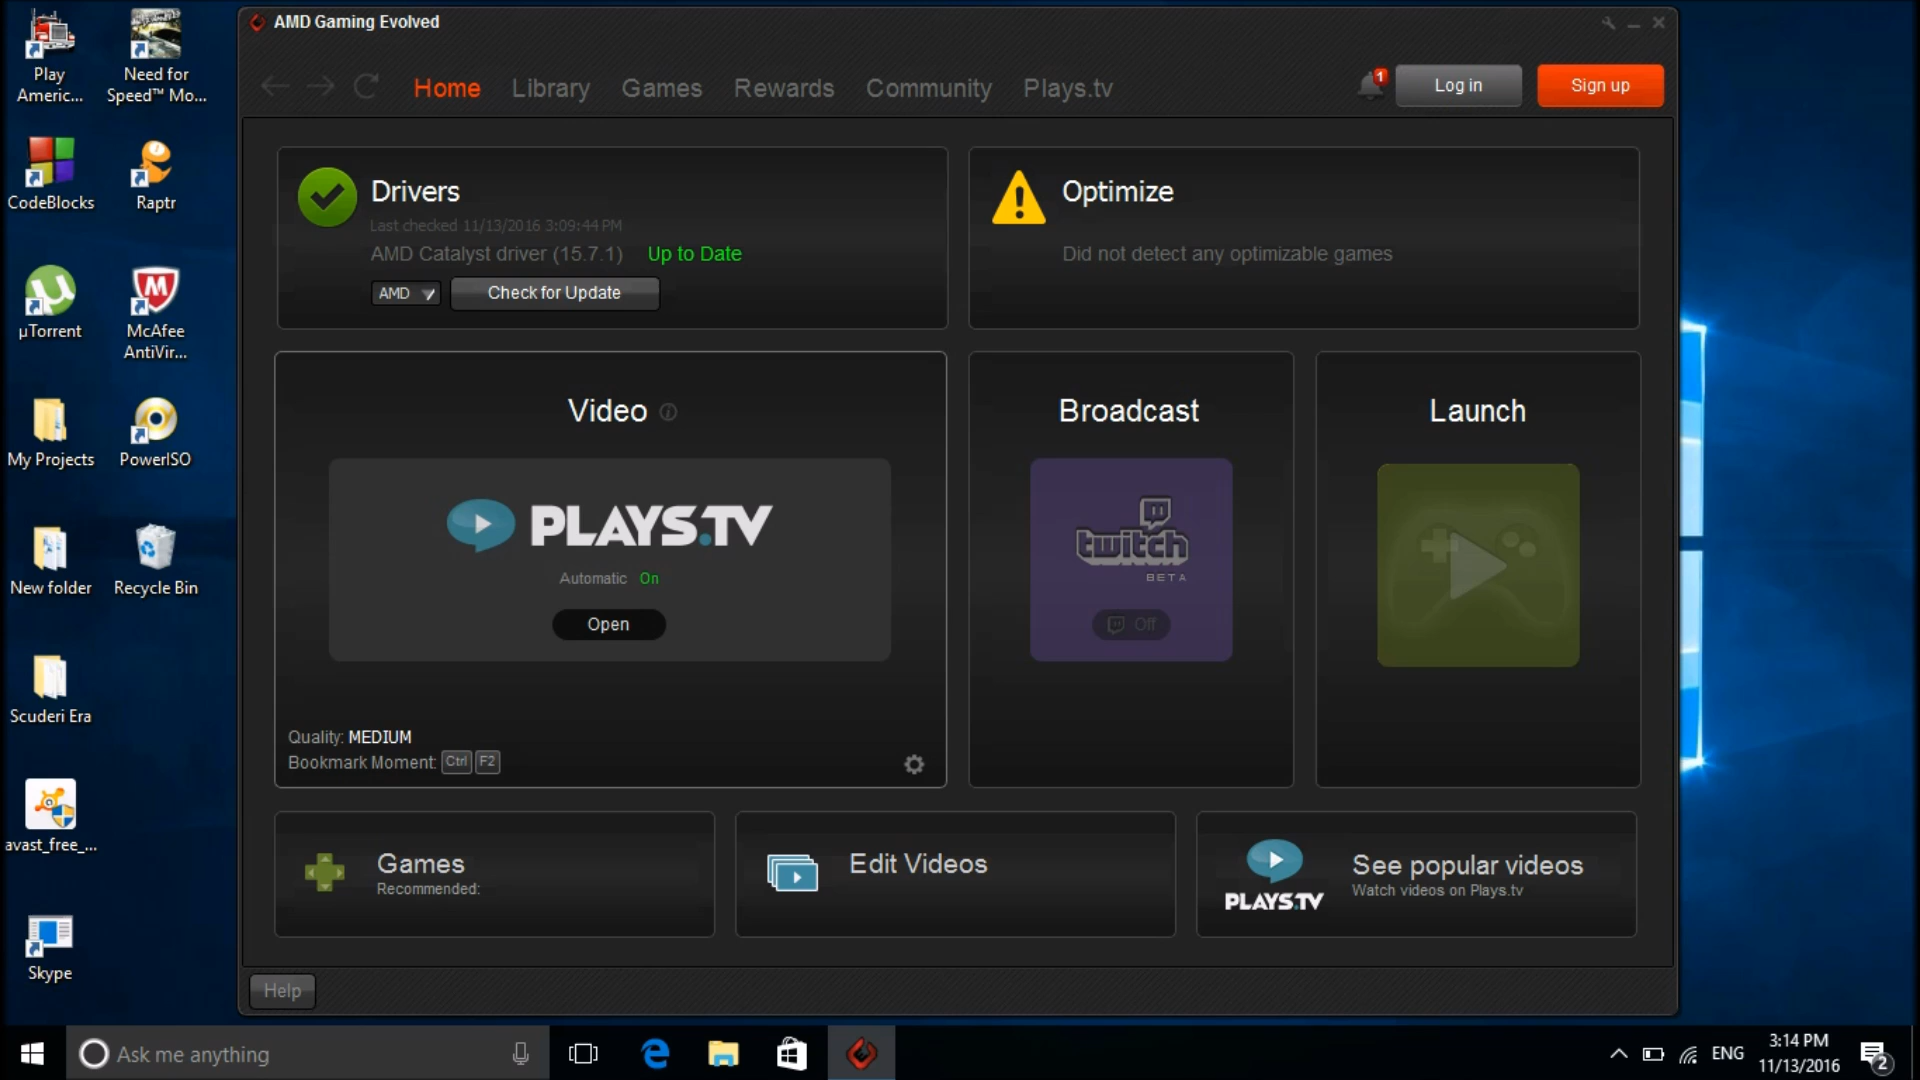 Play
Americ...
Need for
Speed™ Mo...
CodeBlocks
Raptr
µTorrent
McAfee
AntiVir...
My Projects
PowerISO
New folder
Recycle Bin
Scuderi Era
avast_free_...
Skype
AMD Gaming Evolved
Home
Library
Games
Rewards
Community
Plays.tv
1
Log in
Sign up
Drivers
Last checked 11/13/2016 3:09:44 PM
AMD Catalyst driver (15.7.1) Up to Date
AMD
Check for Update
Optimize
Did not detect any optimizable games
Video
PLAYS.TV
Automatic On
Open
Quality: MEDIUM
Bookmark Moment: Ctrl F2
Broadcast
twitch
BETA
Off
Launch
Games
Recommended:
Edit Videos
PLAYS.TV
See popular videos
Watch videos on Plays.tv
Help
Ask me anything
ENG
3:14 PM
11/13/2016
2